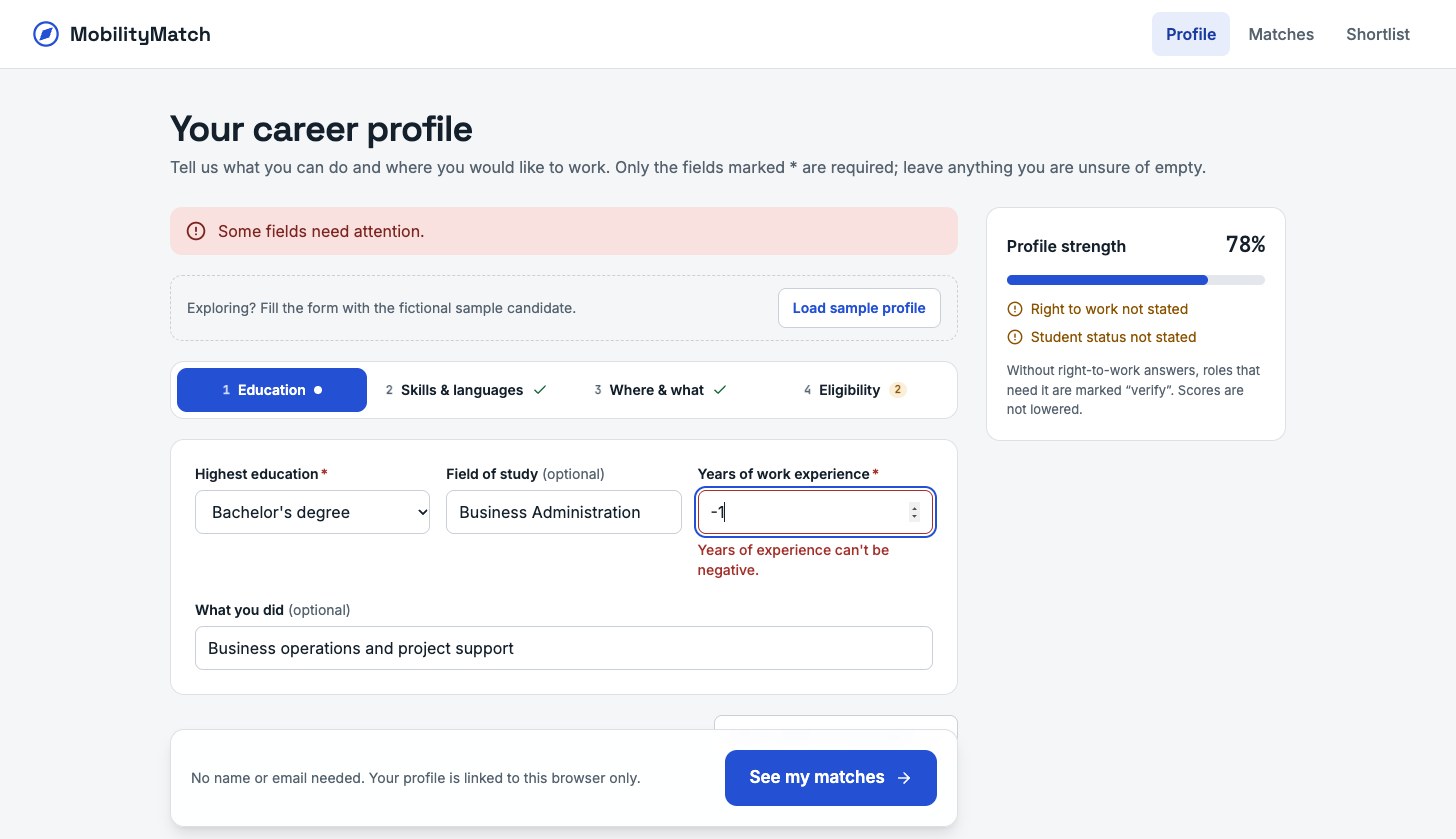 MobilityMatch
Profile
Matches
Shortlist
Your career profile
Tell us what you can do and where you would like to work. Only the fields marked * are required; leave anything you are unsure of empty.
Some fields need attention.
Exploring? Fill the form with the fictional sample candidate.
Load sample profile
1 Education
2 Skills & languages
3 Where & what
4 Eligibility 2
Highest education *
Bachelor's degree
Field of study (optional)
Business Administration
Years of work experience *
-1
Years of experience can't be
negative.
What you did (optional)
Business operations and project support
No name or email needed. Your profile is linked to this browser only.
See my matches
Profile strength
78%
Right to work not stated
Student status not stated
Without right-to-work answers, roles that
need it are marked “verify”. Scores are
not lowered.